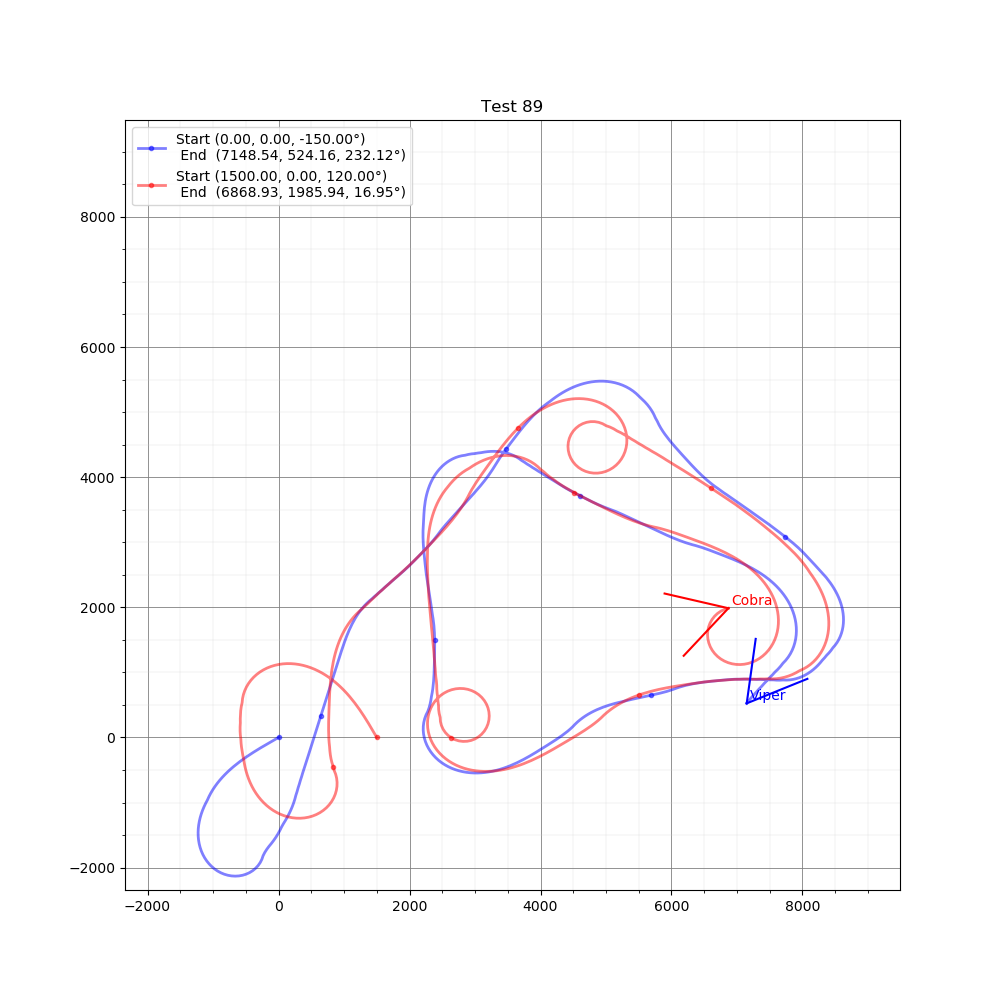 Test 89
Start (0.00, 0.00, -150.00°)
End (7148.54, 524.16, 232.12°)
Start (1500.00, 0.00, 120.00°)
End (6868.93, 1985.94, 16.95°)
8000
6000
4000
2000
0
−2000
Cobra
Viper
−2000
0
2000
4000
6000
8000